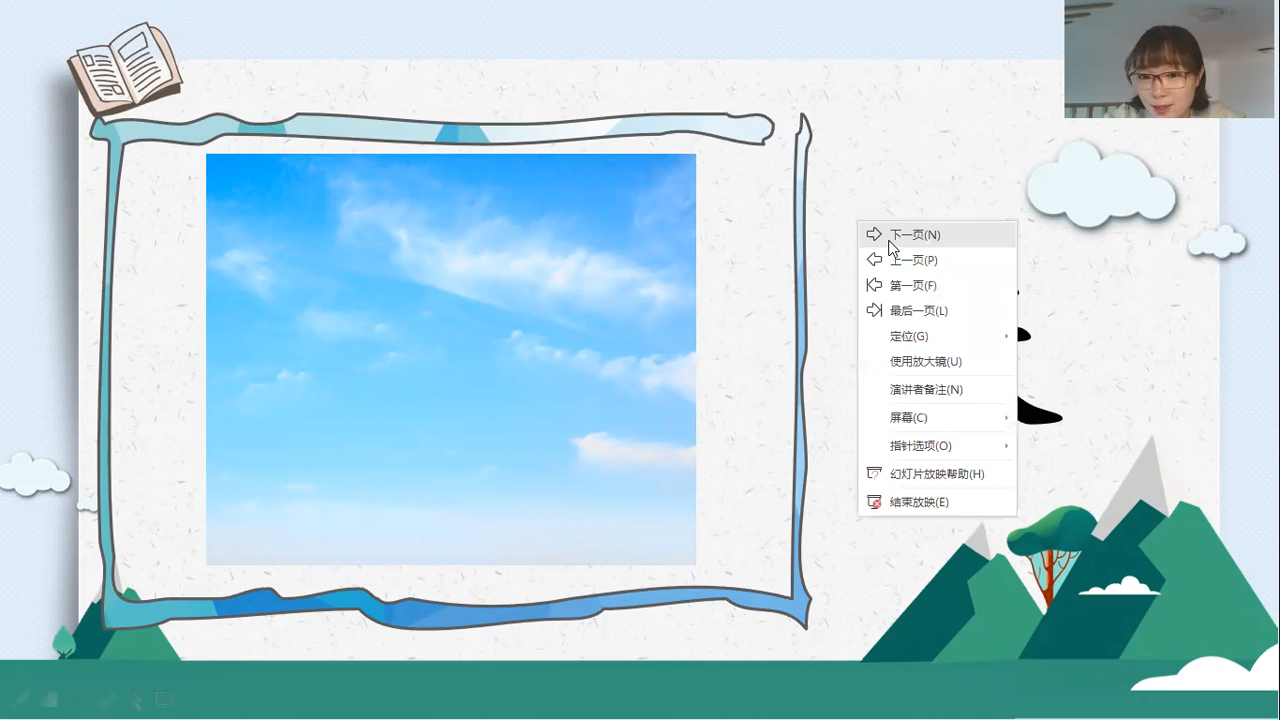 下一页(N)
上一页(P)
第一页(F)
最后一页(L)
定位(G)
使用放大镜(U)
演讲者备注(N)
屏幕(C)
指针选项(O)
幻灯片放映帮助(H)
结束放映(E)